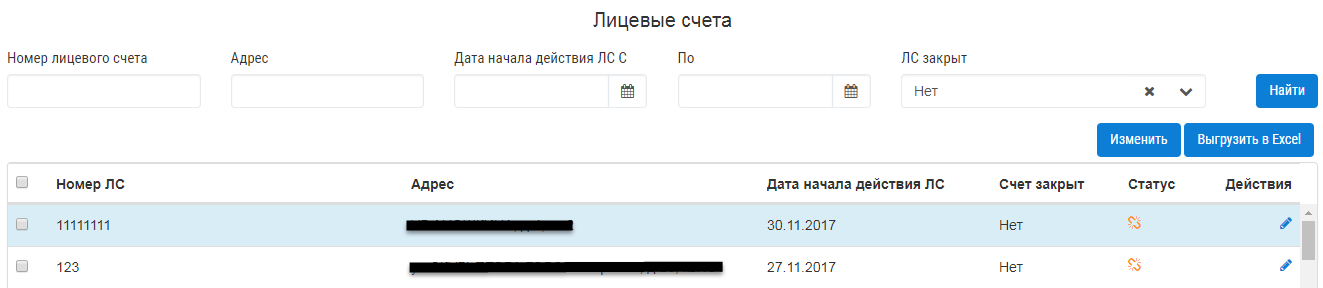 Лицевые счета
Номер лицевого счета Адрес Дата начала действия ЛС С По ЛС закрыт
Нет Найти
Изменить Выгрузить в Excel
Номер ЛС Адрес Дата начала действия ЛС Счет закрыт Статус Действия
11111111 30.11.2017 Нет
123 27.11.2017 Нет